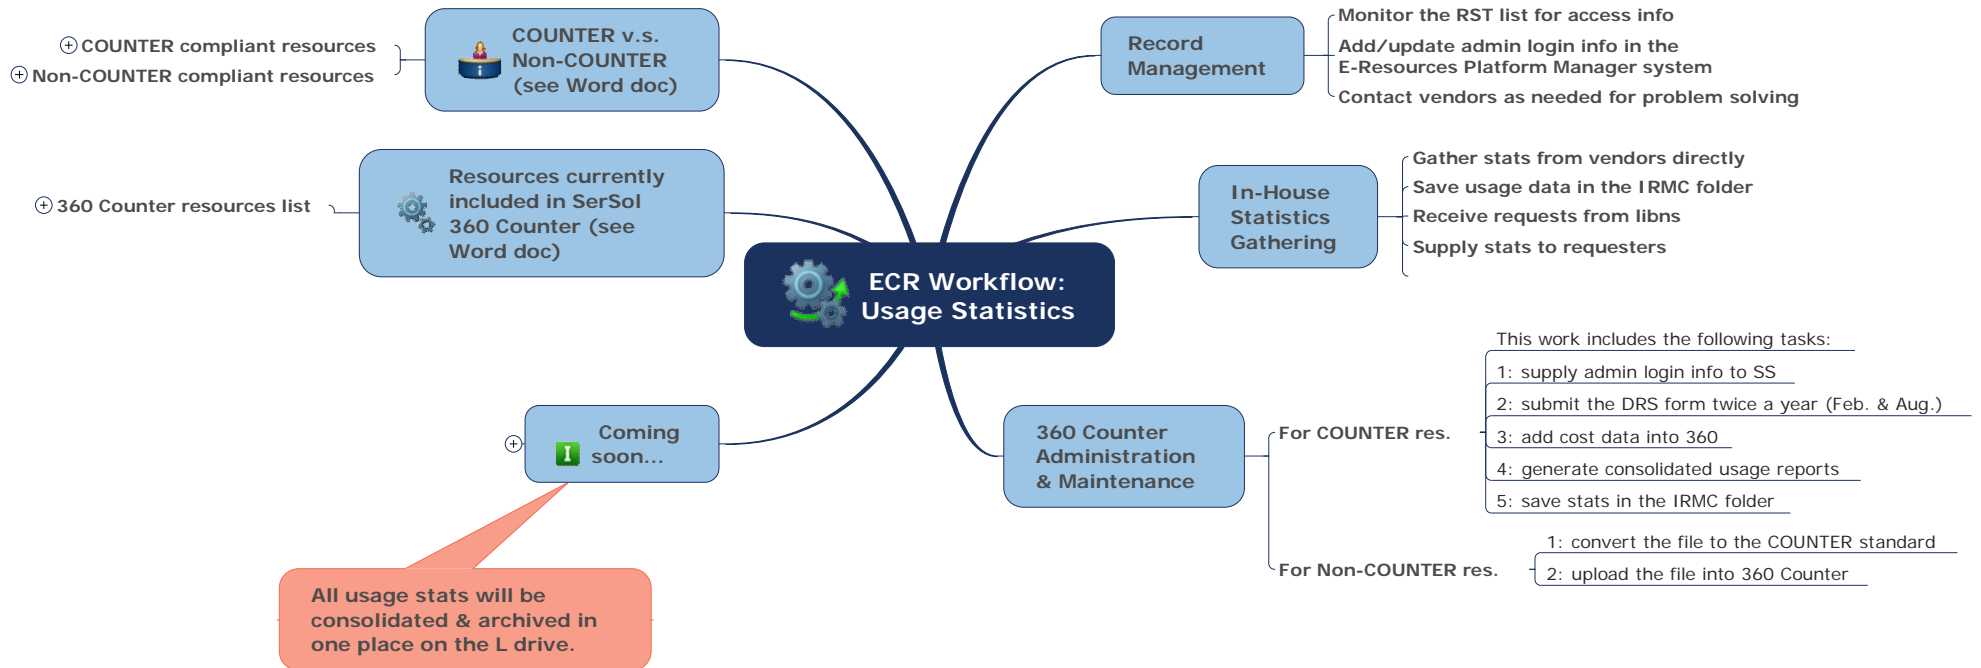 ECR Workflow:
Usage Statistics
Record
Management
Monitor the RST list for access info
Add/update admin login info in the
E-Resources Platform Manager system
Contact vendors as needed for problem solving
In-House
Statistics
Gathering
Gather stats from vendors directly
Save usage data in the IRMC folder
Receive requests from libns
Supply stats to requesters
360 Counter
Administration
& Maintenance
For COUNTER res.
This work includes the following tasks:
1: supply admin login info to SS
2: submit the DRS form twice a year (Feb. & Aug.)
3: add cost data into 360
4: generate consolidated usage reports
5: save stats in the IRMC folder
For Non-COUNTER res.
1: convert the file to the COUNTER standard
2: upload the file into 360 Counter
COUNTER v.s.
Non-COUNTER
(see Word doc)
COUNTER compliant resources
Non-COUNTER compliant resources
Resources currently
included in SerSol
360 Counter (see
Word doc)
360 Counter resources list
I
Coming
soon...
All usage stats will be
consolidated & archived in
one place on the L drive.